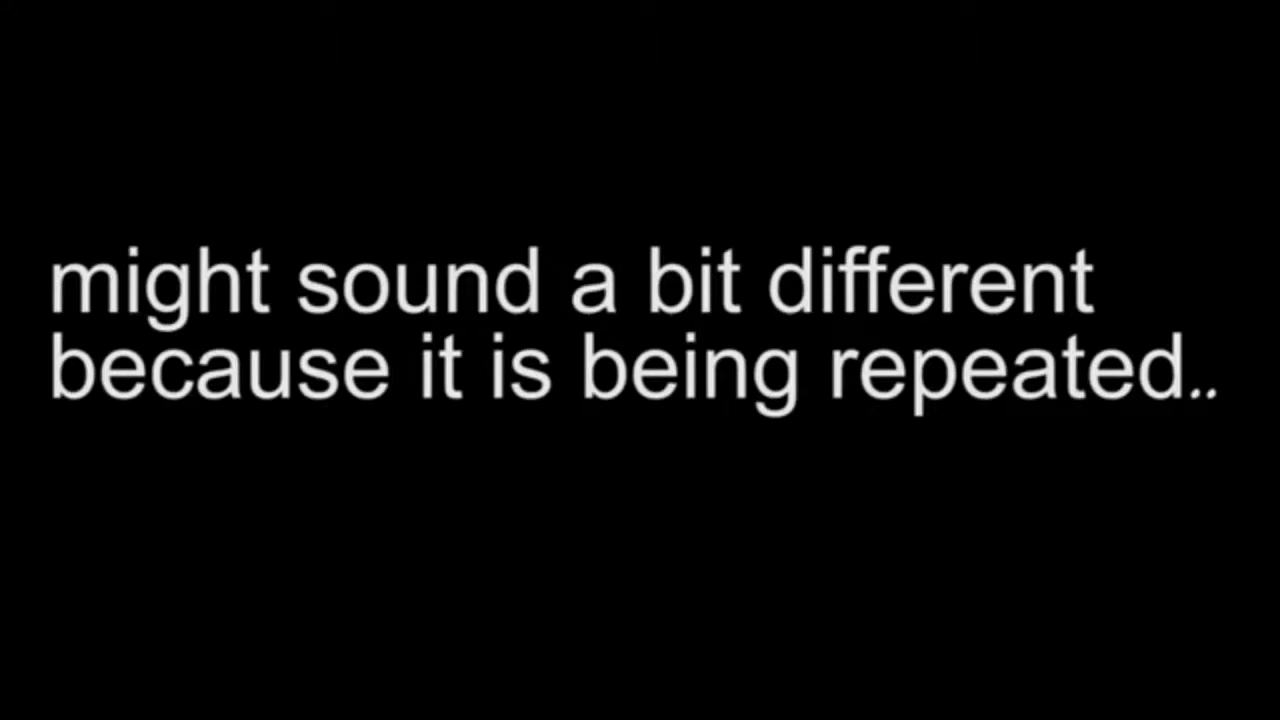 might sound a bit different
because it is being repeated..